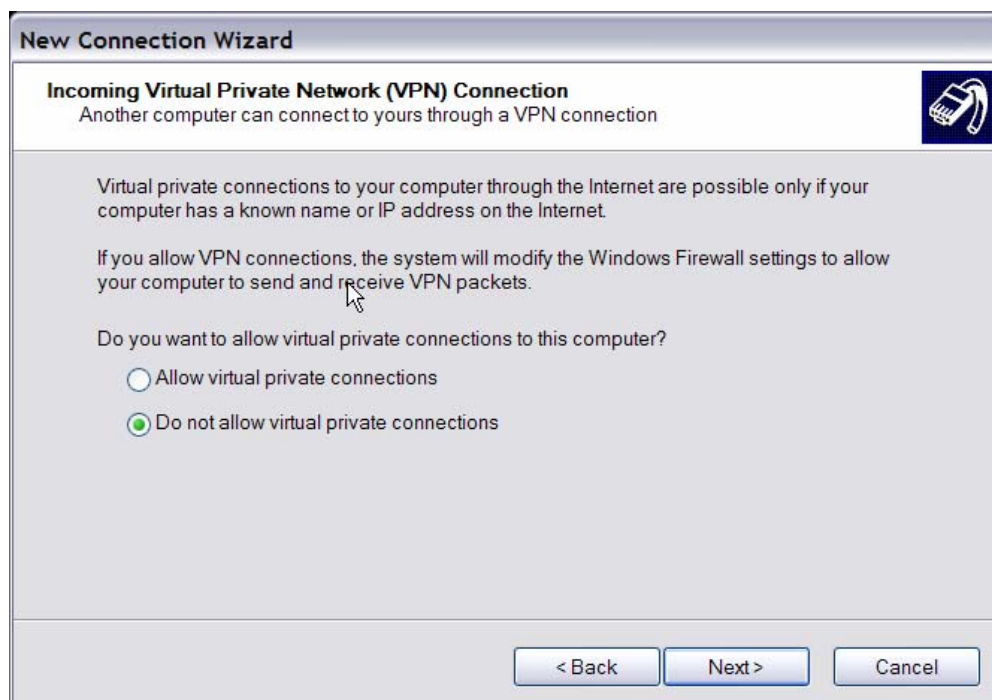 New Connection Wizard
Incoming Virtual Private Network (VPN) Connection
Another computer can connect to yours through a VPN connection
Virtual private connections to your computer through the Internet are possible only if your
computer has a known name or IP address on the Internet.
If you allow VPN connections, the system will modify the Windows Firewall settings to allow
your computer to send and receive VPN packets.
Do you want to allow virtual private connections to this computer?
Allow virtual private connections
Do not allow virtual private connections
< Back Next > Cancel